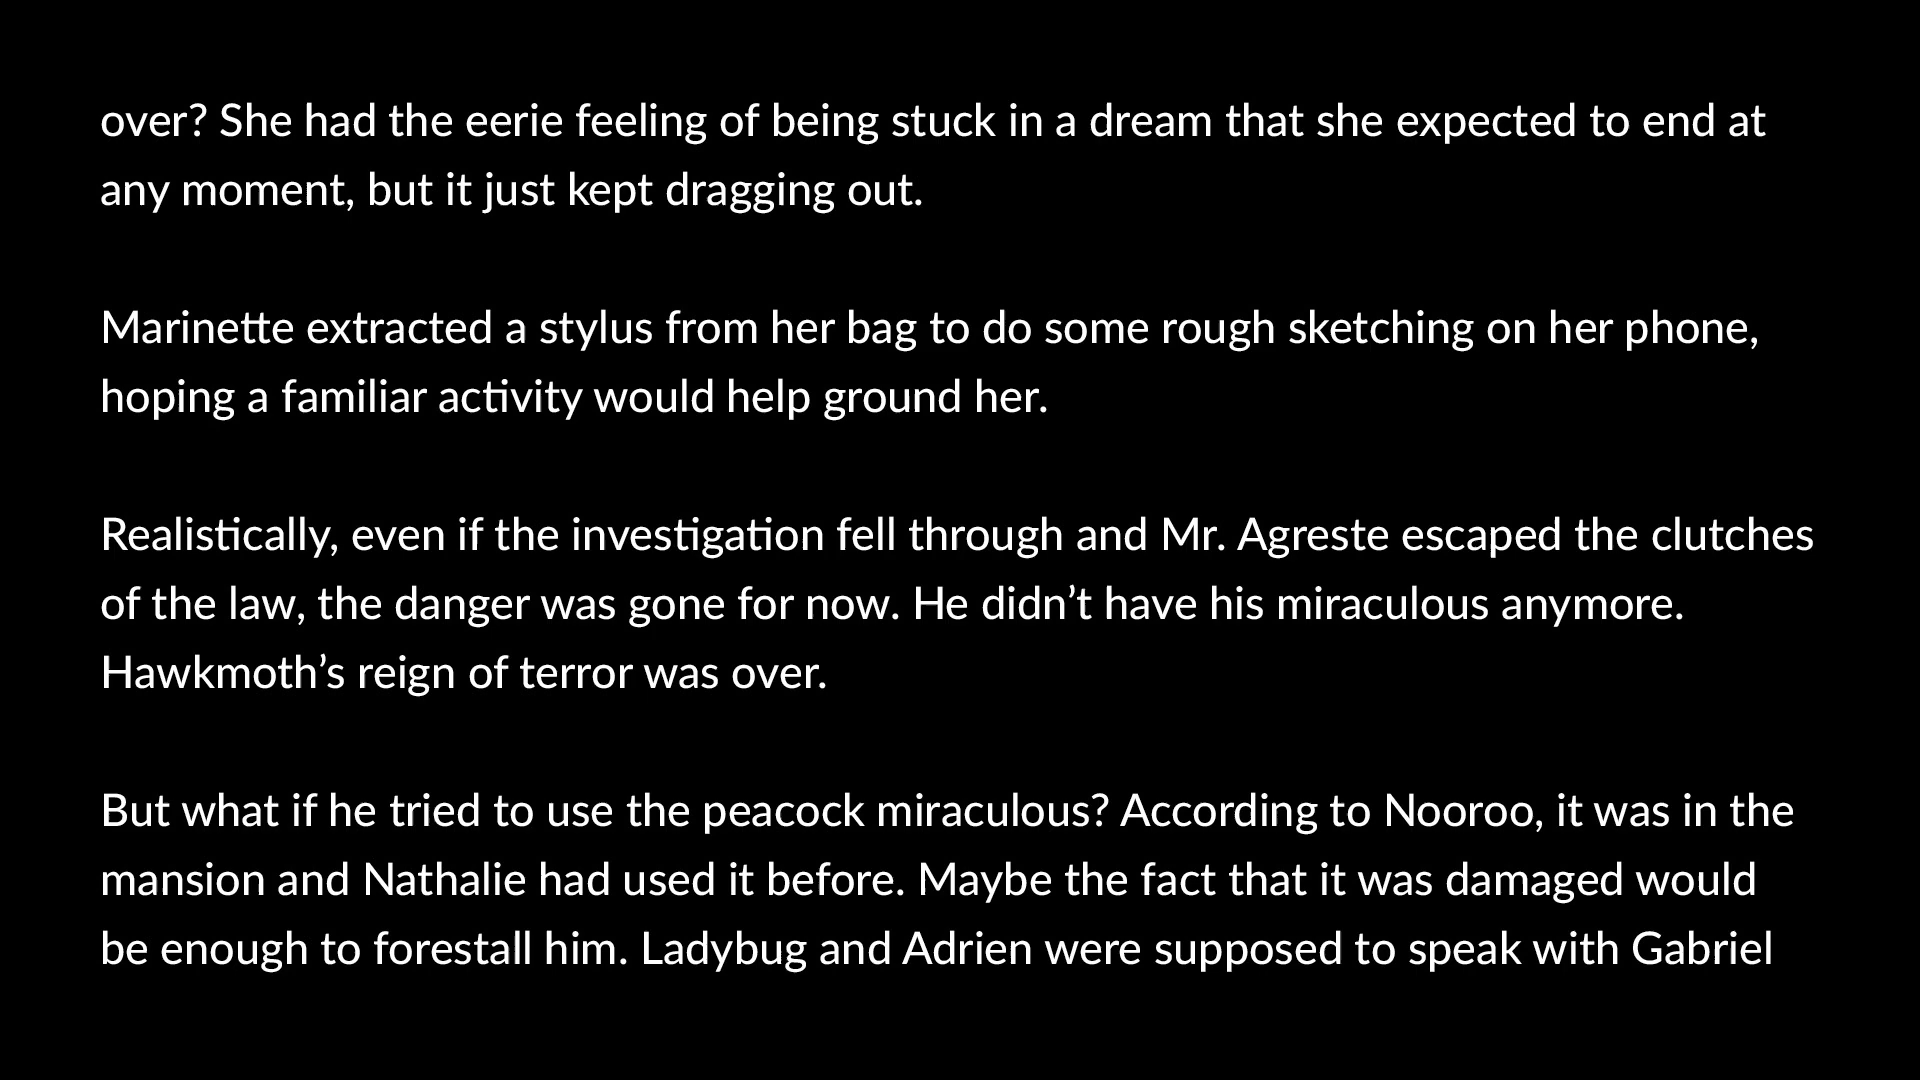 over? She had the eerie feeling of being stuck in a dream that she expected to end at
any moment, but it just kept dragging out.
Marinette extracted a stylus from her bag to do some rough sketching on her phone,
hoping a familiar activity would help ground her.
Realistically, even if the investigation fell through and Mr. Agreste escaped the clutches
of the law, the danger was gone for now. He didn’t have his miraculous anymore.
Hawkmoth’s reign of terror was over.
But what if he tried to use the peacock miraculous? According to Nooroo, it was in the
mansion and Nathalie had used it before. Maybe the fact that it was damaged would
be enough to forestall him. Ladybug and Adrien were supposed to speak with Gabriel